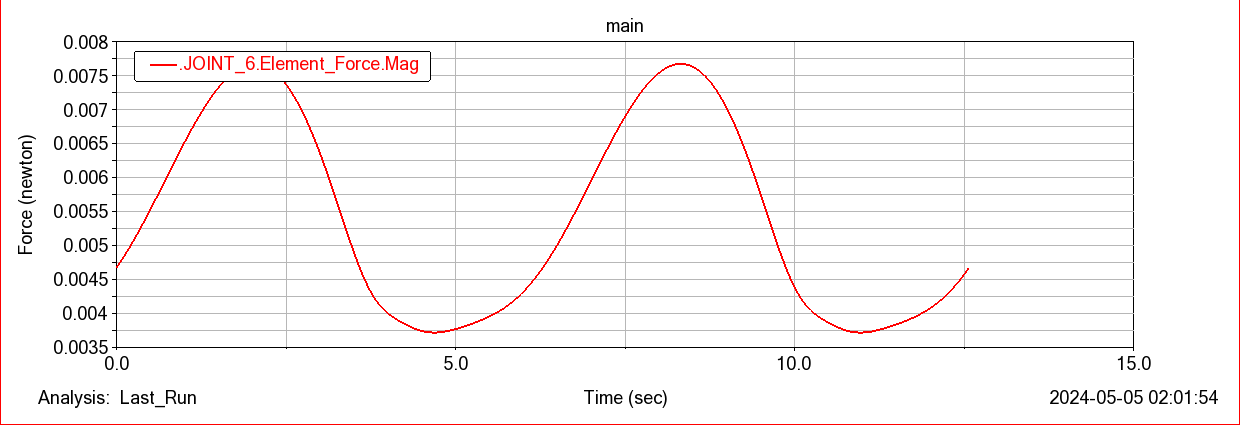 main
.JOINT_6.Element_Force.Mag
0.008
0.0075
0.007
0.0065
0.006
0.0055
0.005
0.0045
0.004
0.0035
Force (newton)
0.0 5.0 10.0 15.0
Analysis: Last_Run Time (sec) 2024-05-05 02:01:54